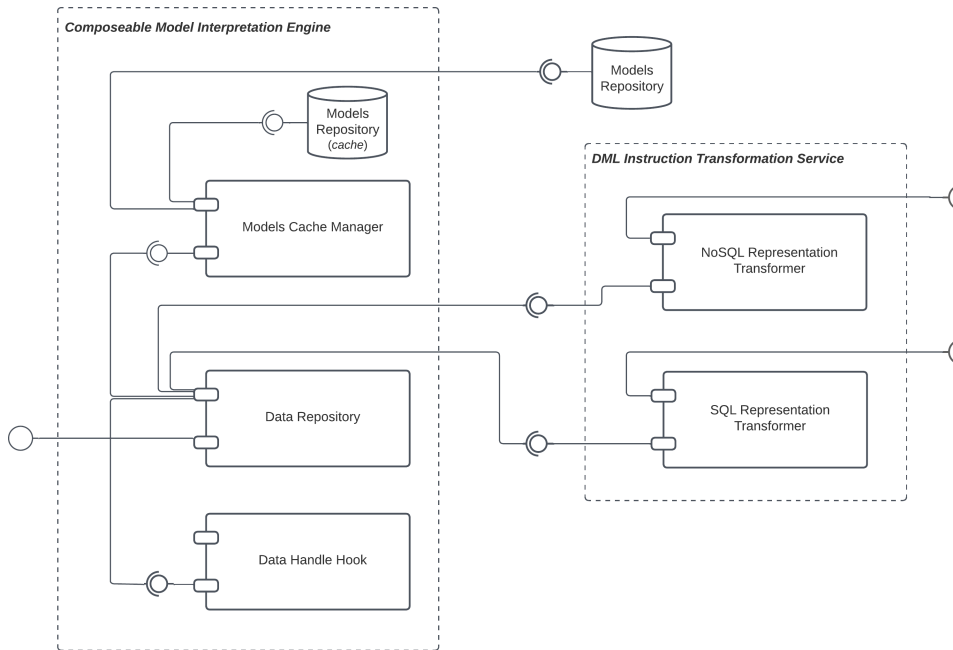 Composeable Model Interpretation Engine
Models
Repository
Models
Repository
(cache)
DML Instruction Transformation Service
Models Cache Manager
NoSQL Representation
Transformer
Data Repository
SQL Representation
Transformer
Data Handle Hook